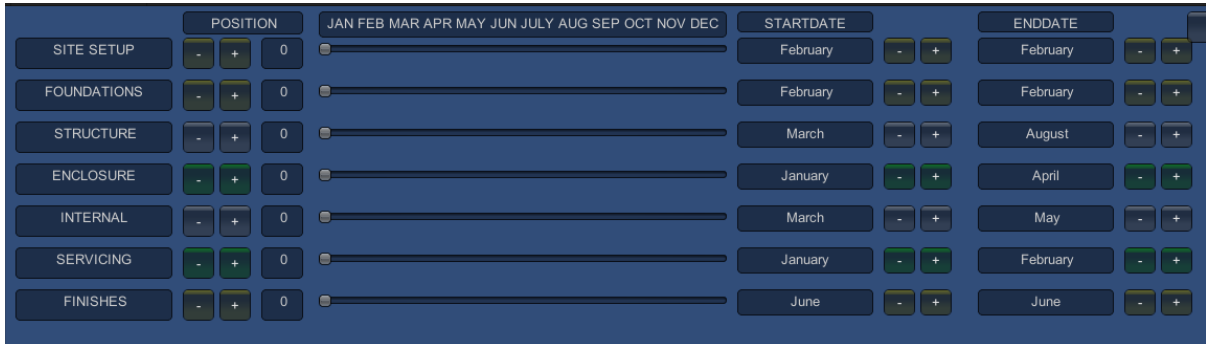 POSITION JAN FEB MAR APR MAY JUN JULY AUG SEP OCT NOV DEC STARTDATE ENDDATE
SITE SETUP - + 0 February - + February - +
FOUNDATIONS - + 0 February - + February - +
STRUCTURE - + 0 March - + August - +
ENCLOSURE - + 0 January - + April - +
INTERNAL - + 0 March - + May - +
SERVICING - + 0 January - + February - +
FINISHES - + 0 June - + June - +